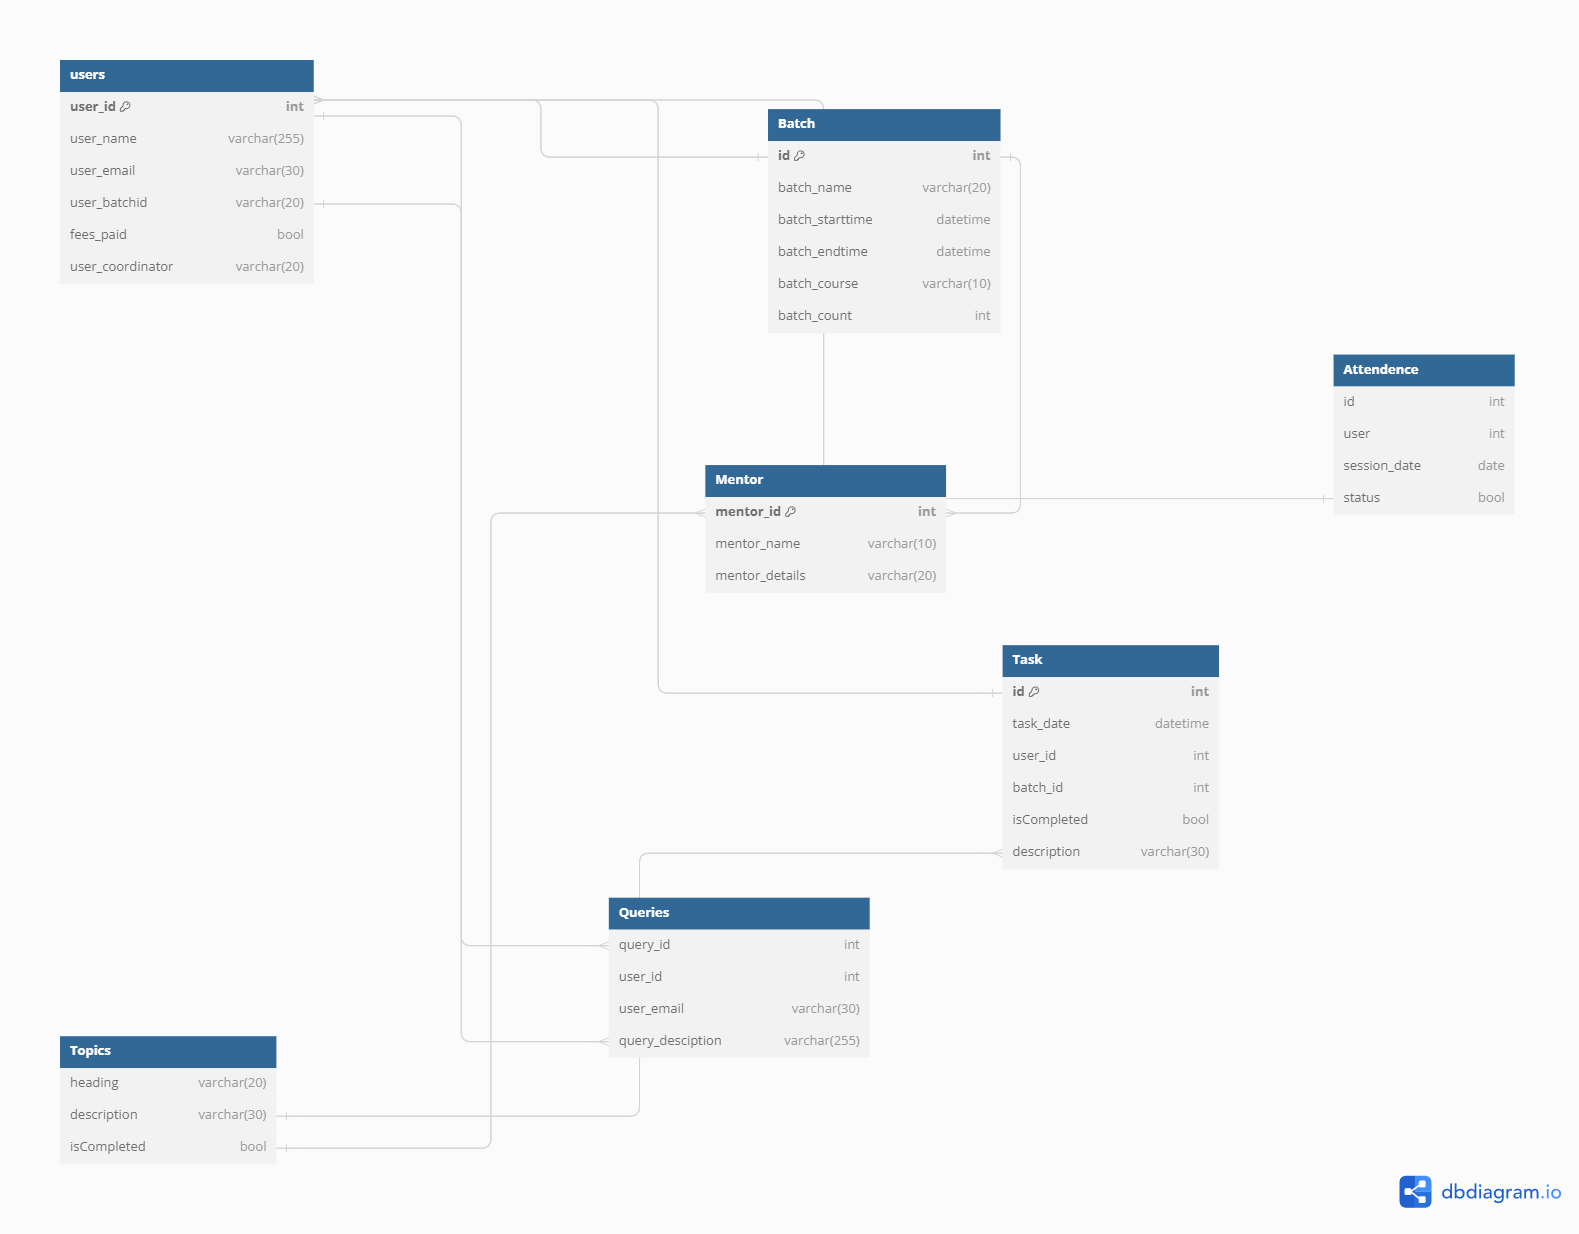 users
user_id int
user_name varchar(255)
user_email varchar(30)
user_batchid varchar(20)
fees_paid bool
user_coordinator varchar(20)
Batch
id int
batch_name varchar(20)
batch_starttime datetime
batch_endtime datetime
batch_course varchar(10)
batch_count int
Attendence
id int
user int
session_date date
status bool
Mentor
mentor_id int
mentor_name varchar(10)
mentor_details varchar(20)
Task
id int
task_date datetime
user_id int
batch_id int
isCompleted bool
description varchar(30)
Queries
query_id int
user_id int
user_email varchar(30)
query_desciption varchar(255)
Topics
heading varchar(20)
description varchar(30)
isCompleted bool
dbdiagram.io